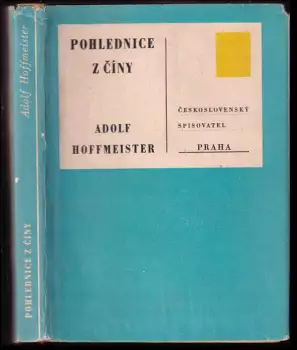 Adolf Hoffmeister
POHLEDNICE Z ČÍNY
POHLEDNICE
Z ČÍNY
ADOLF
HOFFMEISTER
ČESKOSLOVENSKÝ
SPISOVATEL
PRAHA